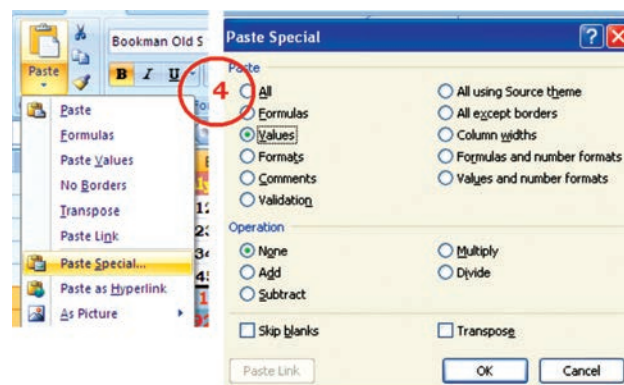 Bookman Old S
Paste
B I U
4
Paste
Formulas
Paste Values
No Borders
Transpose
Paste Link
Paste Special...
Paste as Hyperlink
As Picture
Paste Special
Paste
All
Formulas
Values
Formats
Comments
Validation
All using Source theme
All except borders
Column widths
Formulas and number formats
Values and number formats
Operation
None
Add
Subtract
Multiply
Divide
Skip blanks
Transpose
Paste Link
OK
Cancel